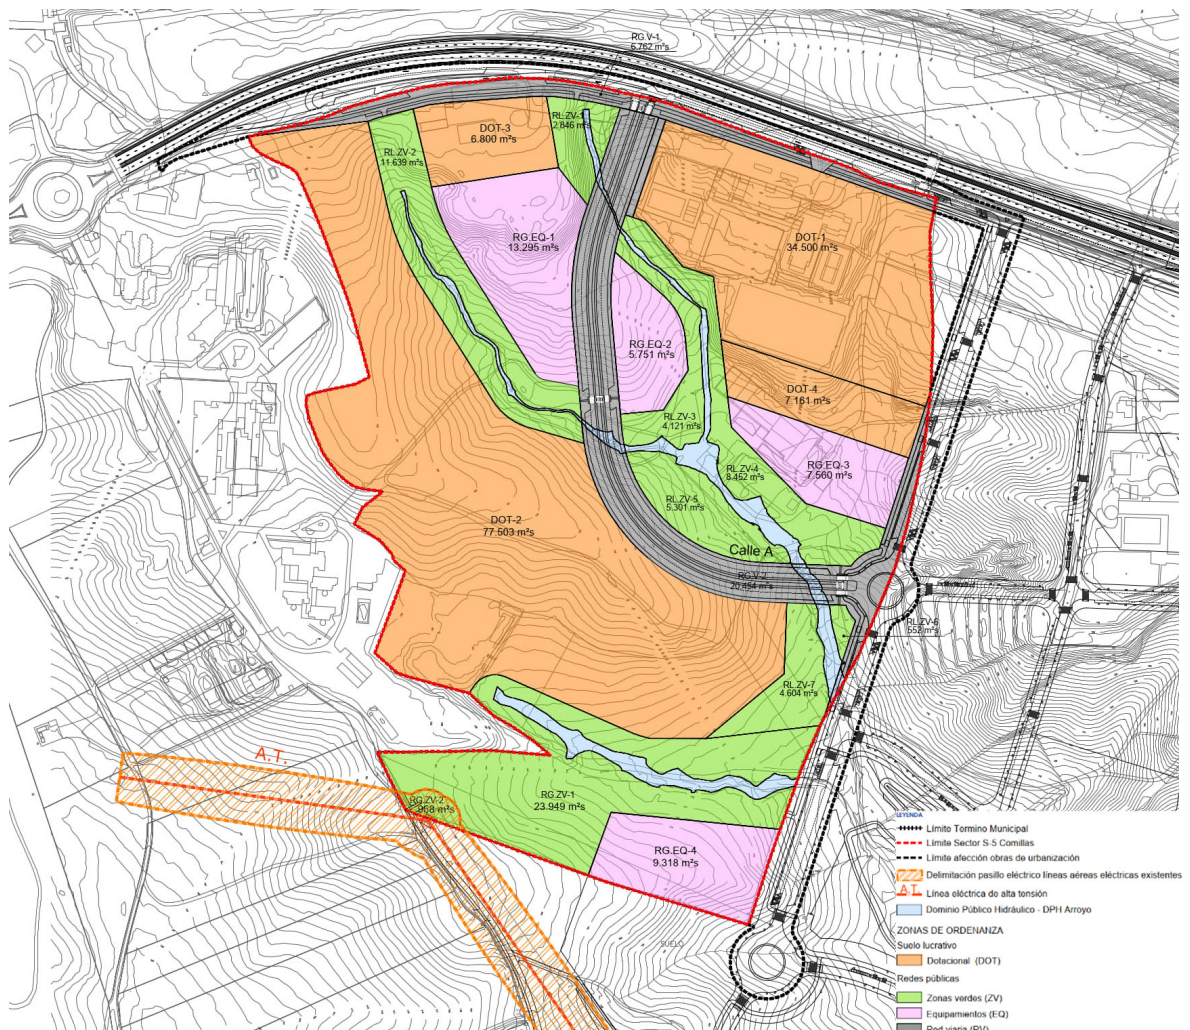 RG.V-1
6.762 m²s
RL.ZV-1
2.846 m²s
DOT-3
6.800 m²s
RL.ZV-2
11.639 m²s
RG.EQ-1
13.295 m²s
DOT-1
34.500 m²s
RG.EQ-2
5.751 m²s
DOT-4
7.161 m²s
RL.ZV-3
4.121 m²s
RG.EQ-3
7.560 m²s
RL.ZV-4
8.452 m²s
RL.ZV-5
5.301 m²s
DOT-2
77.503 m²s
Calle A
RG.V-2
20.454 m²s
RL.ZV-6
552 m²s
RL.ZV-7
4.604 m²s
A.T.
RG.ZV-2
968 m²s
RG.ZV-1
23.949 m²s
RG.EQ-4
9.318 m²s
SUELO
LEYENDA
Límite Termino Municipal
Límite Sector S-5 Comillas
Límite afección obras de urbanización
Delimitación pasillo eléctrico líneas aéreas eléctricas existentes
A.T.
Línea eléctrica de alta tensión
Dominio Público Hidráulico - DPH Arroyo
ZONAS DE ORDENANZA
Suelo lucrativo
Dotacional (DOT)
Redes públicas
Zonas verdes (ZV)
Equipamientos (EQ)
Red viaria (RV)